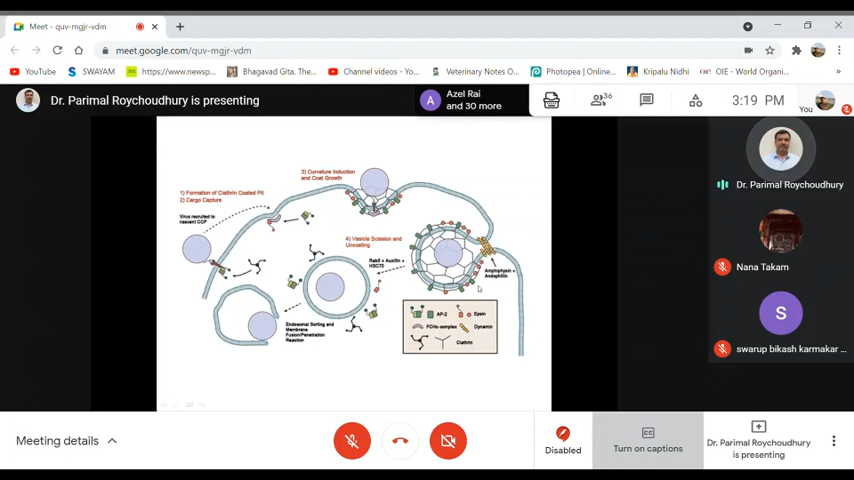 Meet - quv-mgjr-vdm
meet.google.com/quv-mgjr-vdm
YouTube
SWAYAM
https://www.newsp...
Bhagavad Gita, The...
Channel videos - Yo...
Veterinary Notes O...
Photopea | Online...
Kripalu Nidhi
OIE - World Organi...
»
Dr. Parimal Roychoudhury is presenting
A
Azel Rai
and 30 more
36
3:19 PM
You
1) Formation of Clathrin Coated Pit
2) Cargo Capture
Virus recruited to
nascent CCP
3) Curvature Induction
and Coat Growth
4) Vesicle Scission and
Uncoating
Rab5 + Auxilin +
HSC70
Amphiphysin +
Endophilin
Endosomal Sorting and
Membrane
Fusion/Penetration
Reaction
AP-2
Epsin
FCHo complex
Dynamin
Clathrin
Dr. Parimal Roychoudhury
Nana Takam
S
swarup bikash karmakar
Meeting details
Disabled
CC
Turn on captions
Dr. Parimal Roychoudhury
is presenting